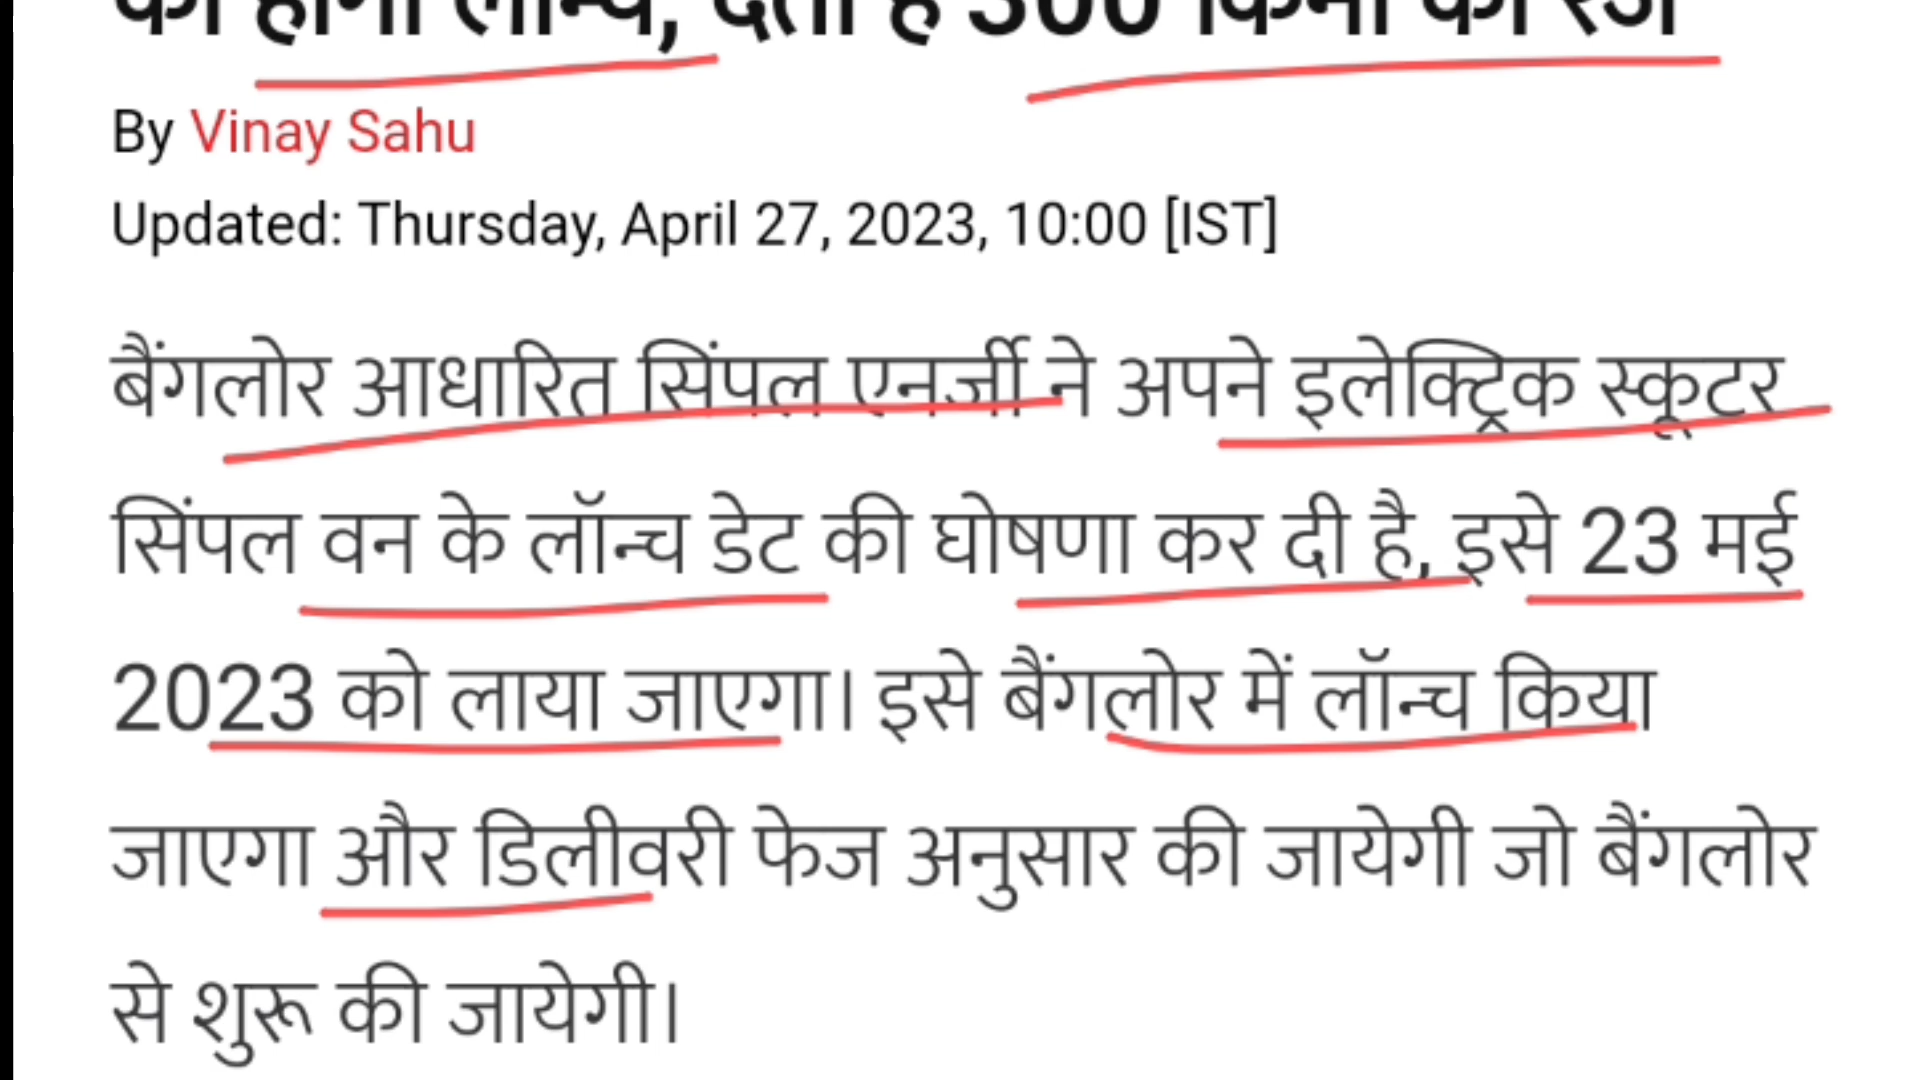 को होगी लॉन्च, देती है 300 किमी की रेंज
By Vinay Sahu
Updated: Thursday, April 27, 2023, 10:00 [IST]
बैंगलोर आधारित सिंपल एनर्जी ने अपने इलेक्ट्रिक स्कूटर
सिंपल वन के लॉन्च डेट की घोषणा कर दी है, इसे 23 मई
2023 को लाया जाएगा। इसे बैंगलोर में लॉन्च किया
जाएगा और डिलीवरी फेज अनुसार की जायेगी जो बैंगलोर
से शुरू की जायेगी।